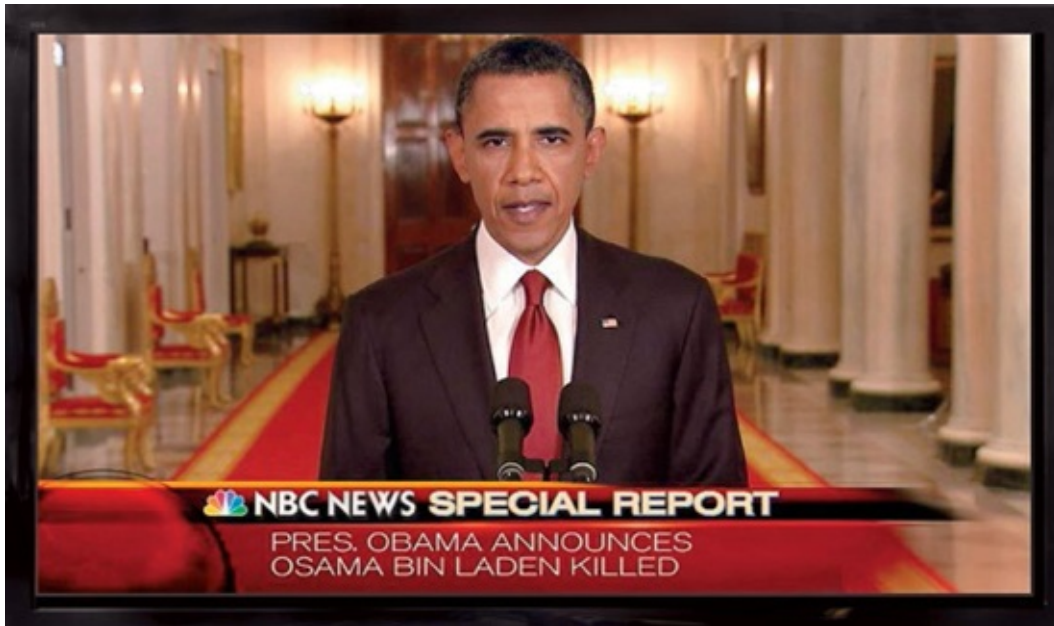 NBC NEWS SPECIAL REPORT
PRES. OBAMA ANNOUNCES
OSAMA BIN LADEN KILLED